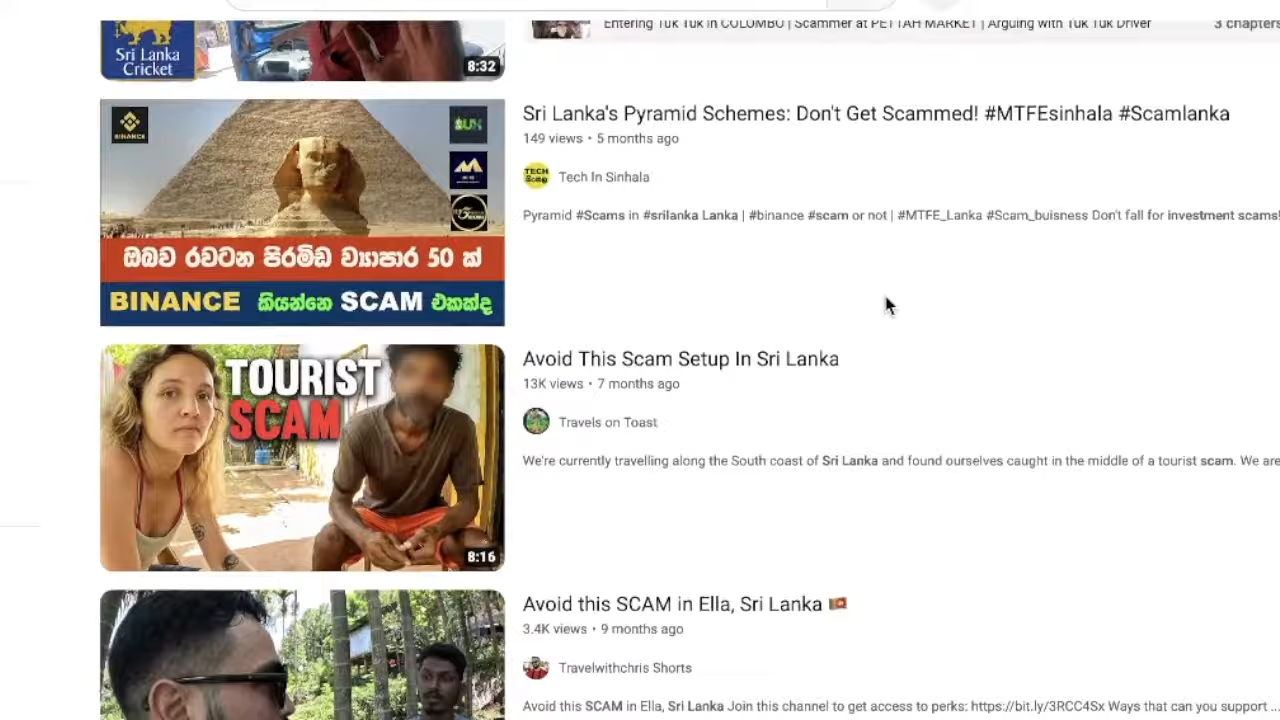 Entering Tuk Tuk in COLOMBO | Scammer at PETTAH MARKET | Arguing with Tuk Tuk Driver
3 chapters
Sri Lanka
Cricket
8:32
BINANCE
Sri Lanka's Pyramid Schemes: Don't Get Scammed! #MTFEsinhala #Scamlanka
149 views • 5 months ago
TECH
සිංහල
Tech In Sinhala
Pyramid #Scams in #srilanka Lanka | #binance #scam or not | #MTFE_Lanka #Scam_buisness Don't fall for investment scams!
ඔබව රවටන පිරමිඩ ව්‍යාපාර 50 ක්
BINANCE කියන්නෙ SCAM එකක්ද
TOURIST
SCAM
8:16
Avoid This Scam Setup In Sri Lanka
13K views • 7 months ago
Travels on Toast
We're currently travelling along the South coast of Sri Lanka and found ourselves caught in the middle of a tourist scam. We are
Avoid this SCAM in Ella, Sri Lanka 🇱🇰
3.4K views • 9 months ago
Travelwithchris Shorts
Avoid this SCAM in Ella, Sri Lanka Join this channel to get access to perks: https://bit.ly/3RCC4Sx Ways that can you support ...